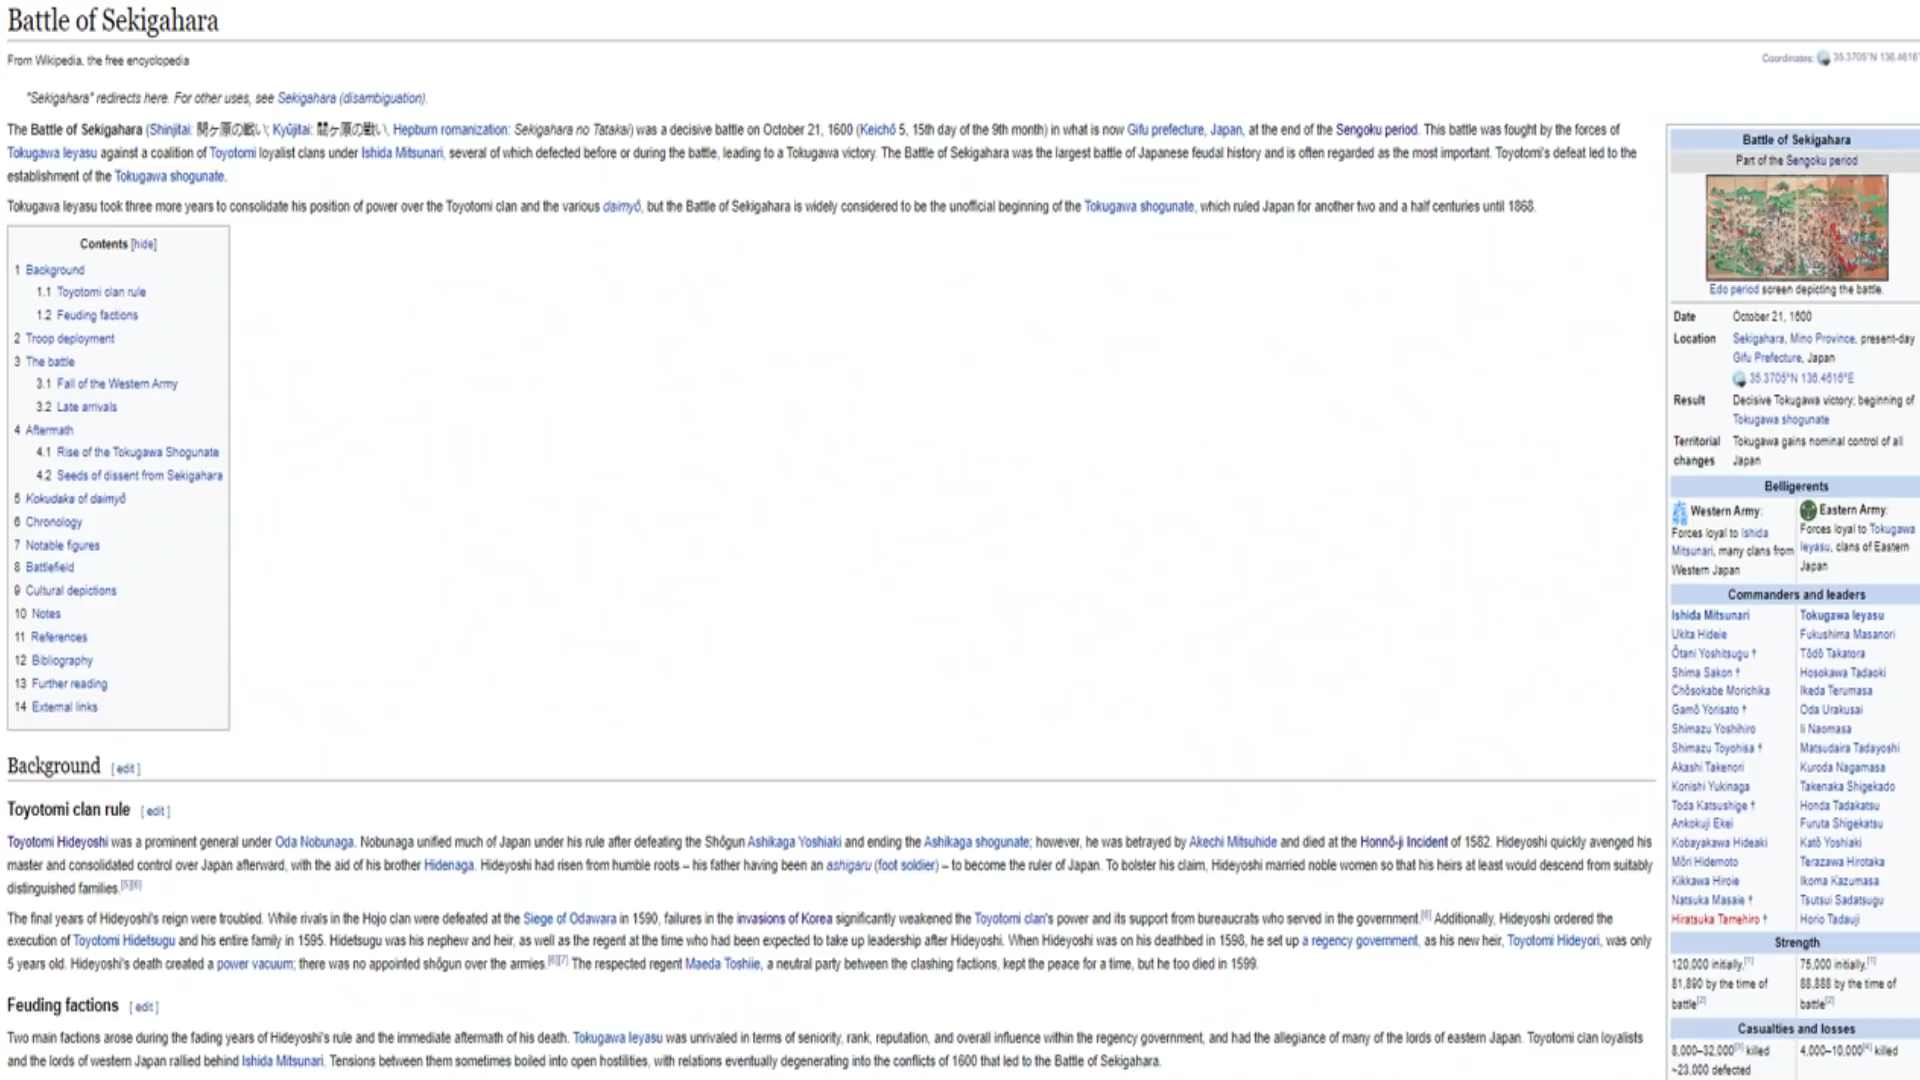 Battle of Sekigahara
From Wikipedia, the free encyclopedia
Coordinates: 35.3705°N 136.4616°
"Sekigahara" redirects here. For other uses, see Sekigahara (disambiguation).
The Battle of Sekigahara (Shinjitai: 関ヶ原の戦い; Kyūjitai: 關ヶ原の戰い, Hepburn romanization: Sekigahara no Tatakai) was a decisive battle on October 21, 1600 (Keichō 5, 15th day of the 9th month) in what is now Gifu prefecture, Japan, at the end of the Sengoku period. This battle was fought by the forces of
Tokugawa Ieyasu against a coalition of Toyotomi loyalist clans under Ishida Mitsunari, several of which defected before or during the battle, leading to a Tokugawa victory. The Battle of Sekigahara was the largest battle of Japanese feudal history and is often regarded as the most important. Toyotomi's defeat led to the
establishment of the Tokugawa shogunate.
Tokugawa Ieyasu took three more years to consolidate his position of power over the Toyotomi clan and the various daimyō, but the Battle of Sekigahara is widely considered to be the unofficial beginning of the Tokugawa shogunate, which ruled Japan for another two and a half centuries until 1868.
Contents [hide]
1 Background
1.1 Toyotomi clan rule
1.2 Feuding factions
2 Troop deployment
3 The battle
3.1 Fall of the Western Army
3.2 Late arrivals
4 Aftermath
4.1 Rise of the Tokugawa Shogunate
4.2 Seeds of dissent from Sekigahara
5 Kokudaka of daimyō
6 Chronology
7 Notable figures
8 Battlefield
9 Cultural depictions
10 Notes
11 References
12 Bibliography
13 Further reading
14 External links
Background [ edit ]
Toyotomi clan rule [ edit ]
Toyotomi Hideyoshi was a prominent general under Oda Nobunaga. Nobunaga unified much of Japan under his rule after defeating the Shōgun Ashikaga Yoshiaki and ending the Ashikaga shogunate; however, he was betrayed by Akechi Mitsuhide and died at the Honnō-ji Incident of 1582. Hideyoshi quickly avenged his
master and consolidated control over Japan afterward, with the aid of his brother Hidenaga. Hideyoshi had risen from humble roots – his father having been an ashigaru (foot soldier) – to become the ruler of Japan. To bolster his claim, Hideyoshi married noble women so that his heirs at least would descend from suitably
distinguished families.[5][6]
The final years of Hideyoshi's reign were troubled. While rivals in the Hojo clan were defeated at the Siege of Odawara in 1590, failures in the invasions of Korea significantly weakened the Toyotomi clan's power and its support from bureaucrats who served in the government.[6] Additionally, Hideyoshi ordered the
execution of Toyotomi Hidetsugu and his entire family in 1595. Hidetsugu was his nephew and heir, as well as the regent at the time who had been expected to take up leadership after Hideyoshi. When Hideyoshi was on his deathbed in 1598, he set up a regency government, as his new heir, Toyotomi Hideyori, was only
5 years old. Hideyoshi's death created a power vacuum; there was no appointed shōgun over the armies.[6][7] The respected regent Maeda Toshiie, a neutral party between the clashing factions, kept the peace for a time, but he too died in 1599.
Feuding factions [ edit ]
Two main factions arose during the fading years of Hideyoshi's rule and the immediate aftermath of his death. Tokugawa Ieyasu was unrivaled in terms of seniority, rank, reputation, and overall influence within the regency government, and had the allegiance of many of the lords of eastern Japan. Toyotomi clan loyalists
and the lords of western Japan rallied behind Ishida Mitsunari. Tensions between them sometimes boiled into open hostilities, with relations eventually degenerating into the conflicts of 1600 that led to the Battle of Sekigahara.
Battle of Sekigahara
Part of the Sengoku period
Edo period screen depicting the battle.
Date October 21, 1600
Location Sekigahara, Mino Province, present-day
Gifu Prefecture, Japan
35.3705°N 136.4616°E
Result Decisive Tokugawa victory; beginning of
Tokugawa shogunate
Territorial Tokugawa gains nominal control of all
changes Japan
Belligerents
Western Army: Eastern Army:
Forces loyal to Ishida Forces loyal to Tokugawa
Mitsunari, many clans from Ieyasu, clans of Eastern
Western Japan Japan
Commanders and leaders
Ishida Mitsunari Tokugawa Ieyasu
Ukita Hideie Fukushima Masanori
Ōtani Yoshitsugu † Tōdō Takatora
Shima Sakon † Hosokawa Tadaoki
Chōsokabe Morichika Ikeda Terumasa
Gamō Yorisato † Oda Urakusai
Shimazu Yoshihiro Ii Naomasa
Shimazu Toyohisa † Matsudaira Tadayoshi
Akashi Takenori Kuroda Nagamasa
Konishi Yukinaga Takenaka Shigekado
Toda Katsushige † Honda Tadakatsu
Ankokuji Ekei Furuta Shigekatsu
Kobayakawa Hideaki Katō Yoshiaki
Mōri Hidemoto Terazawa Hirotaka
Kikkawa Hiroie Ikoma Kazumasa
Natsuka Masaie † Tsutsui Sadatsugu
Hiratsuka Tamehiro † Horio Tadauji
Strength
120,000 initially,[1] 75,000 initially,[1]
81,890 by the time of 88,888 by the time of
battle[2] battle[2]
Casualties and losses
8,000–32,000[3] killed 4,000–10,000[4] killed
~23,000 defected